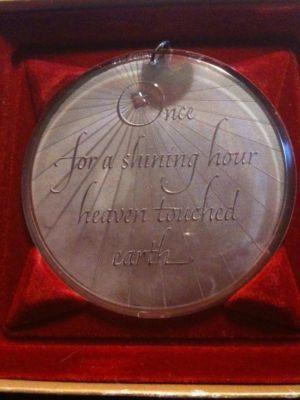 Once
for a shining hour
heaven touched
earth